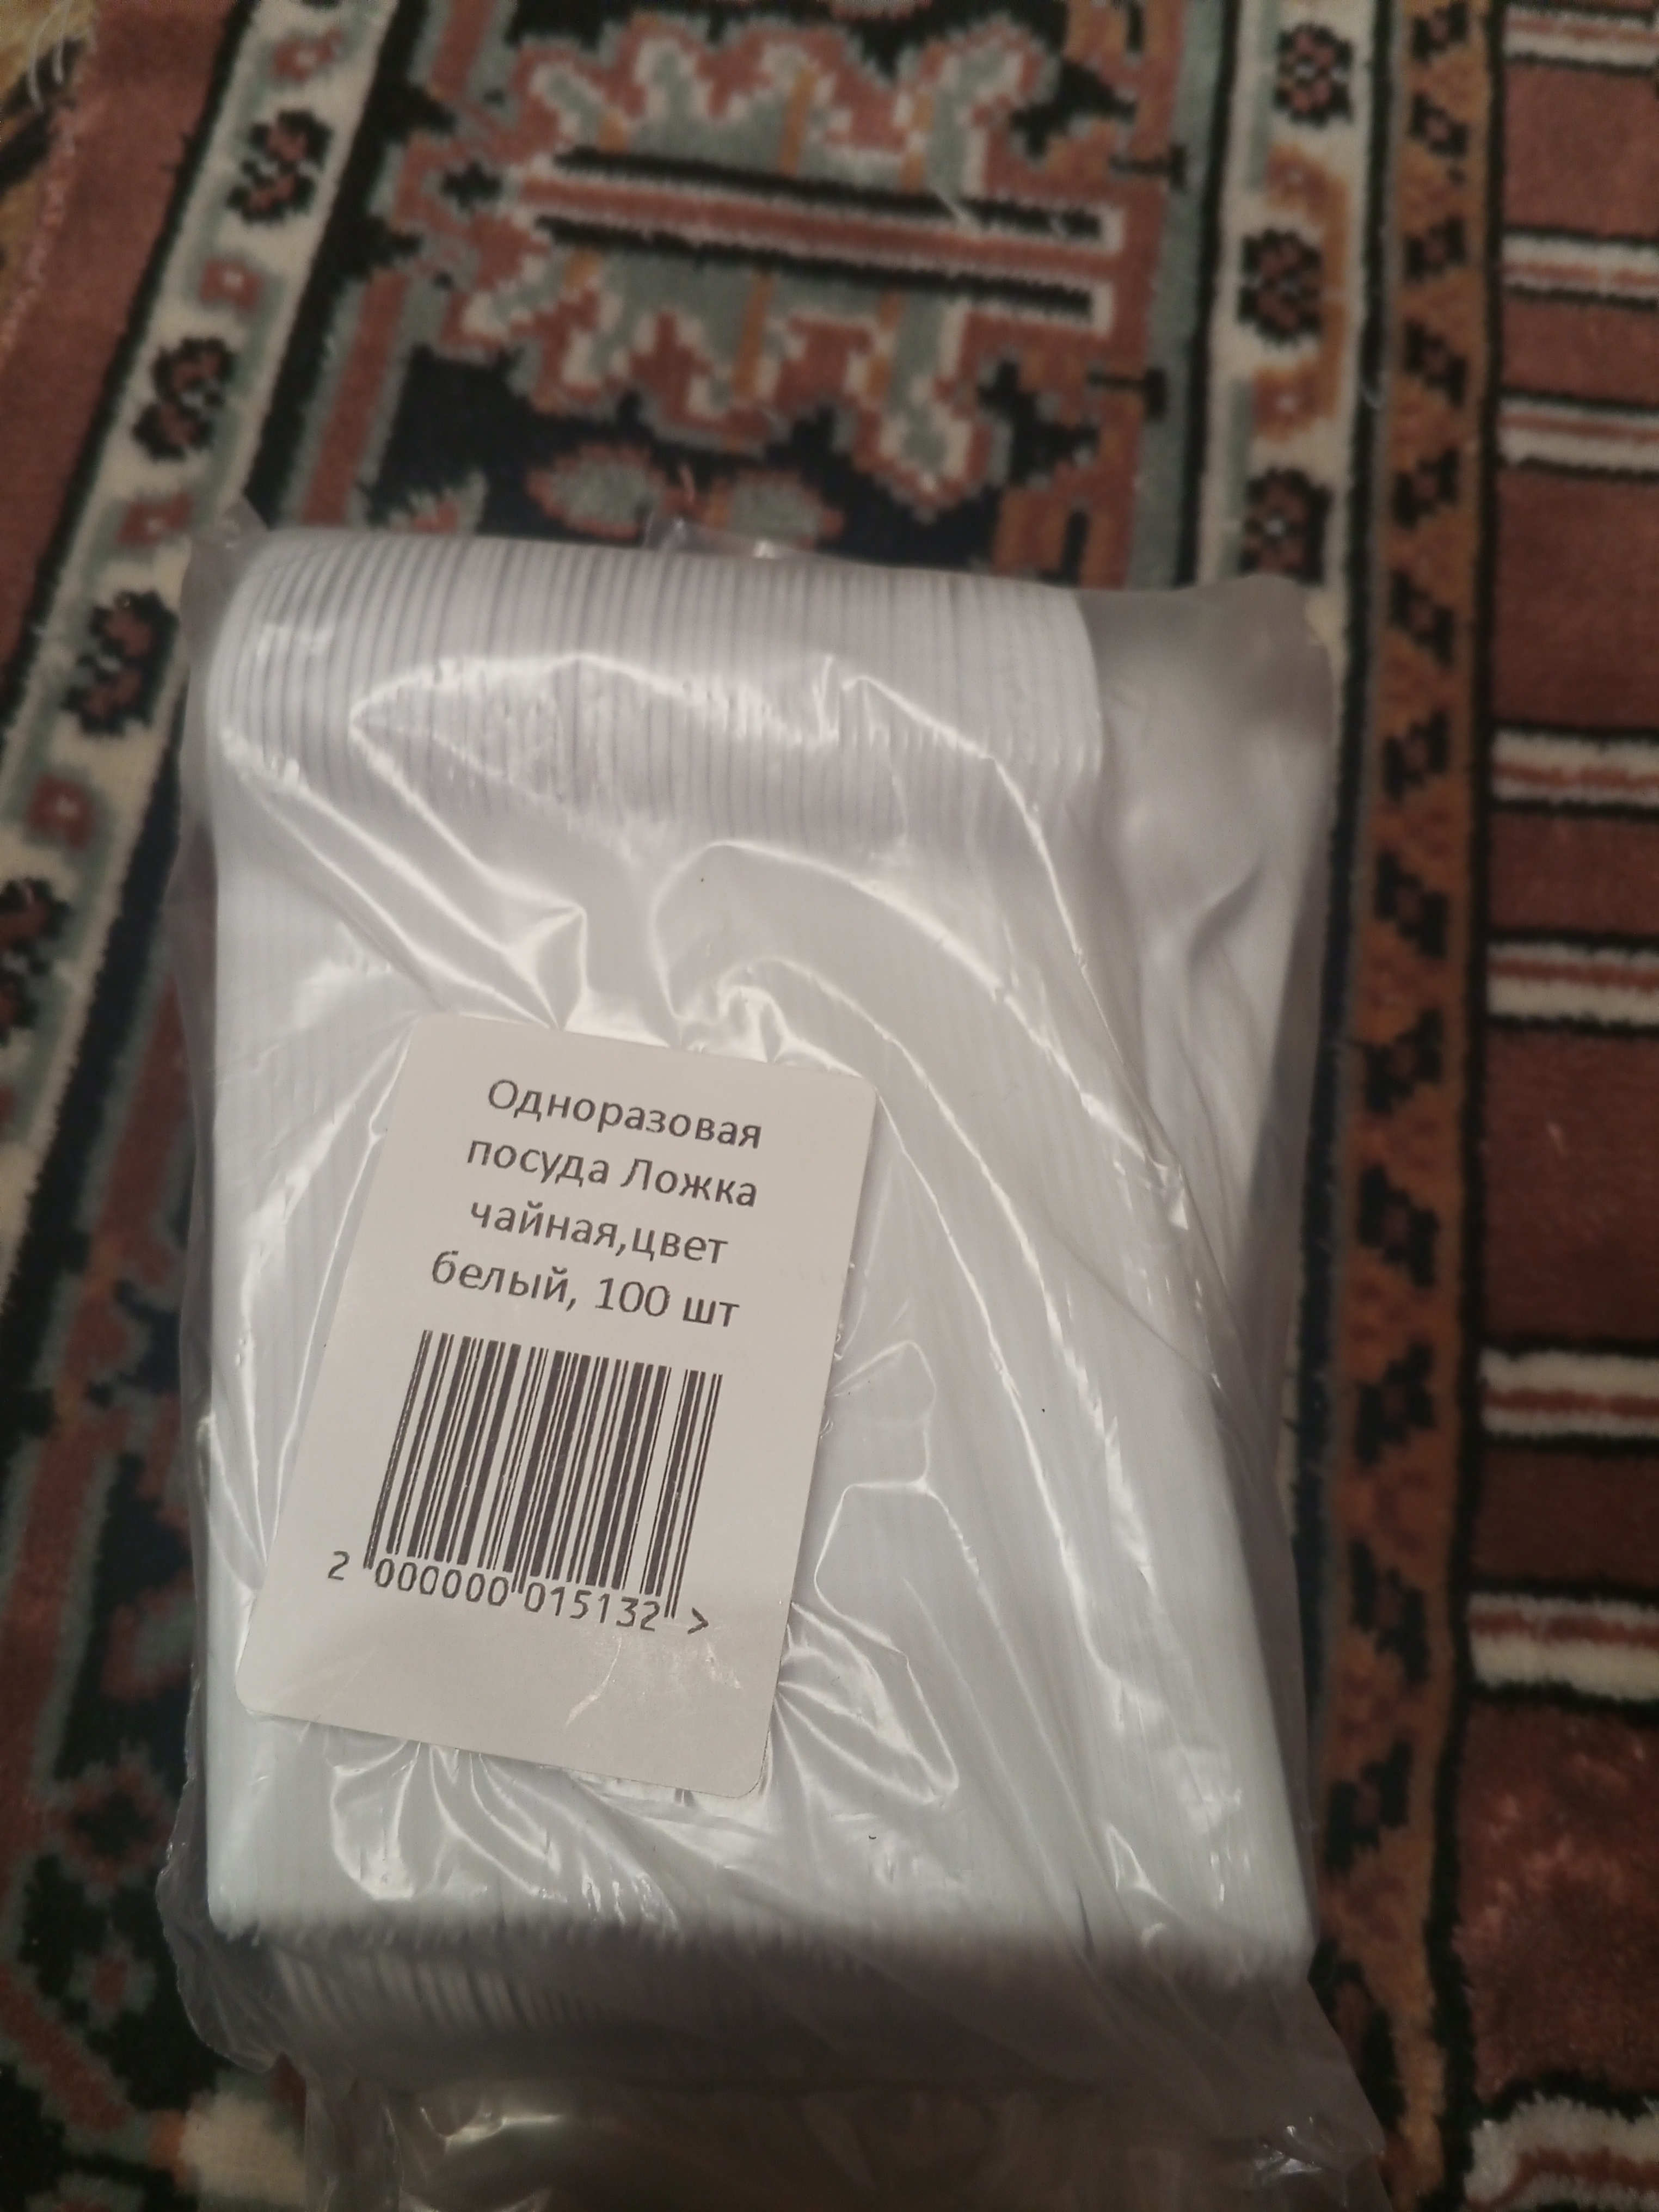 Одноразовая
посуда Ложка
чайная,цвет
белый, 100 шт
2 000000 015132 >